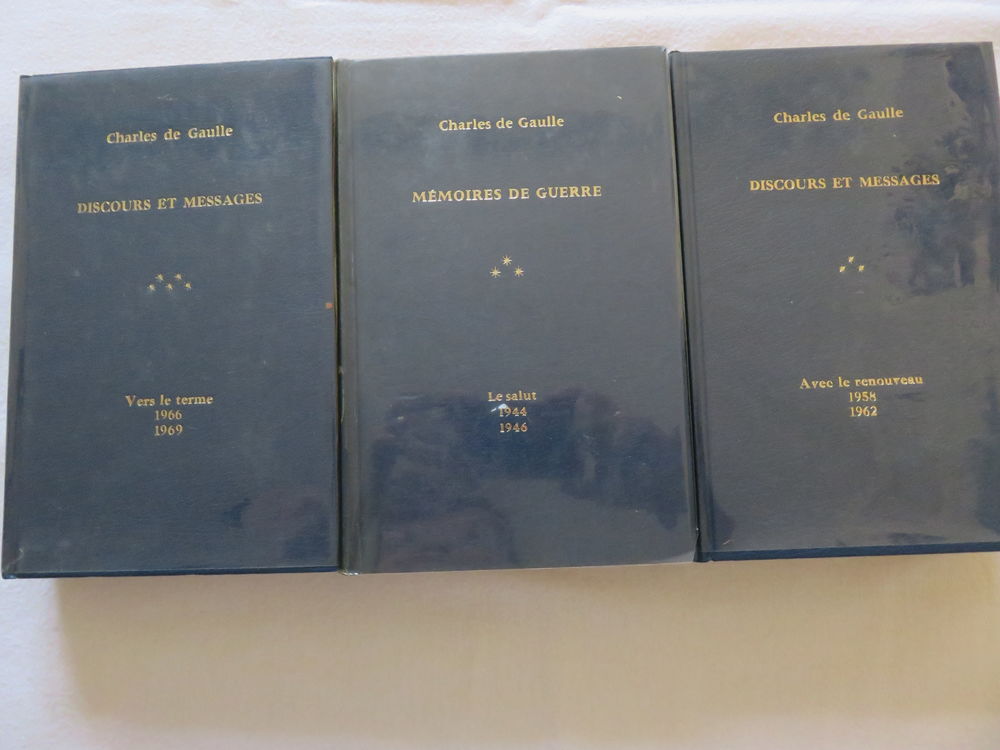 Charles de Gaulle
DISCOURS ET MESSAGES
Vers le terme
1966
1969
Charles de Gaulle
MÉMOIRES DE GUERRE
Le salut
1944
1946
Charles de Gaulle
DISCOURS ET MESSAGES
Avec le renouveau
1958
1962